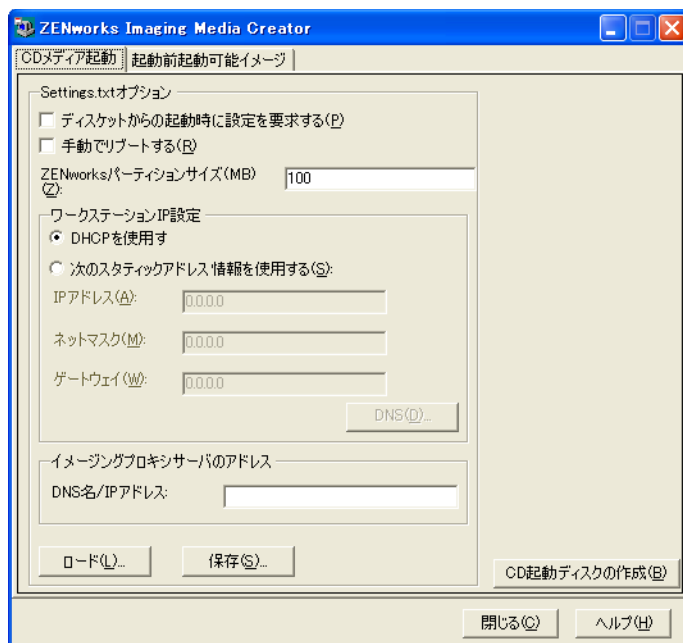 ZENworks Imaging Media Creator
CDメディア起動
起動前起動可能イメージ
Settings.txtオプション
ディスケットからの起動時に設定を要求する(P)
手動でリブートする(R)
ZENworksパーティションサイズ(MB)
(Z):
100
ワークステーションIP設定
DHCPを使用す
次のスタティックアドレス情報を使用する(S):
IPアドレス(A):
0.0.0.0
ネットマスク(M):
0.0.0.0
ゲートウェイ(W):
0.0.0.0
DNS(D)...
イメージングプロキシサーバのアドレス
DNS名/IPアドレス:
ロード(L)...
保存(S)...
CD起動ディスクの作成(B)
閉じる(C)
ヘルプ(H)